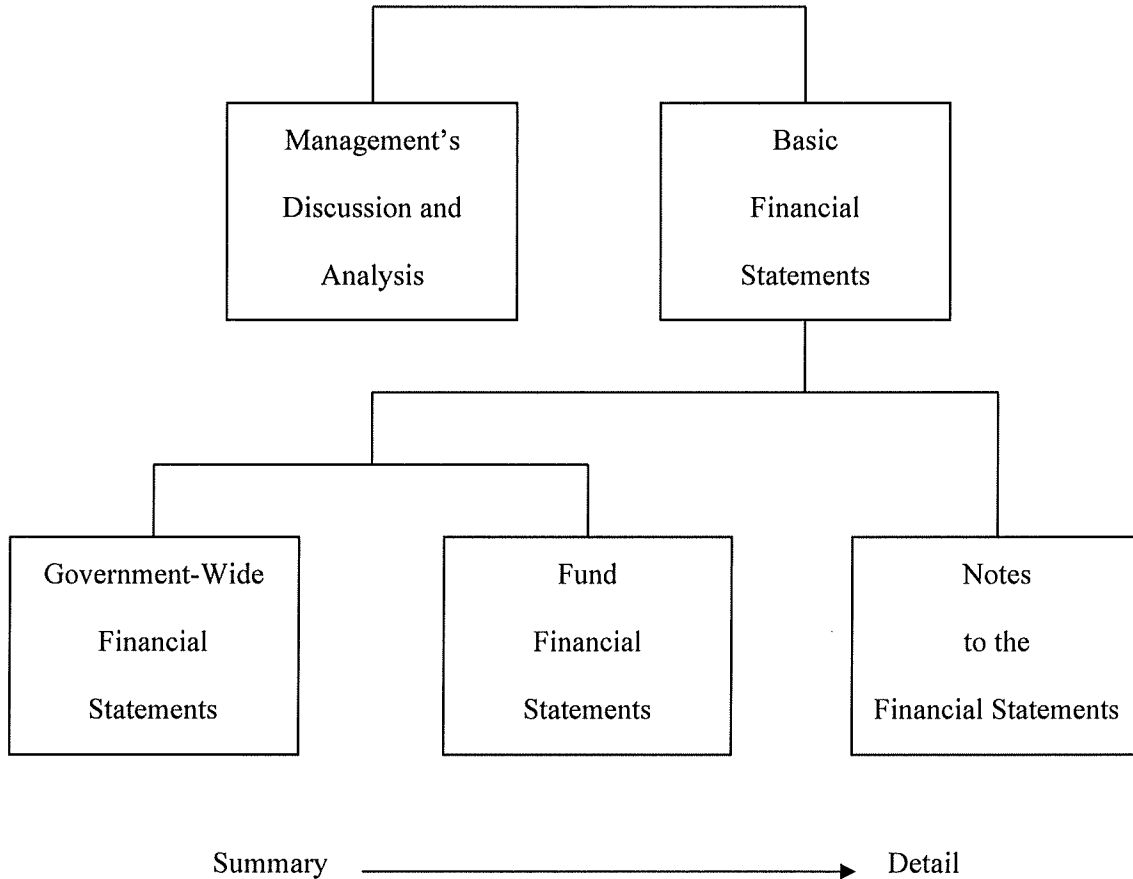 Management's
Discussion and
Analysis
Basic
Financial
Statements
Government-Wide
Financial
Statements
Fund
Financial
Statements
Notes
to the
Financial Statements
Summary
Detail